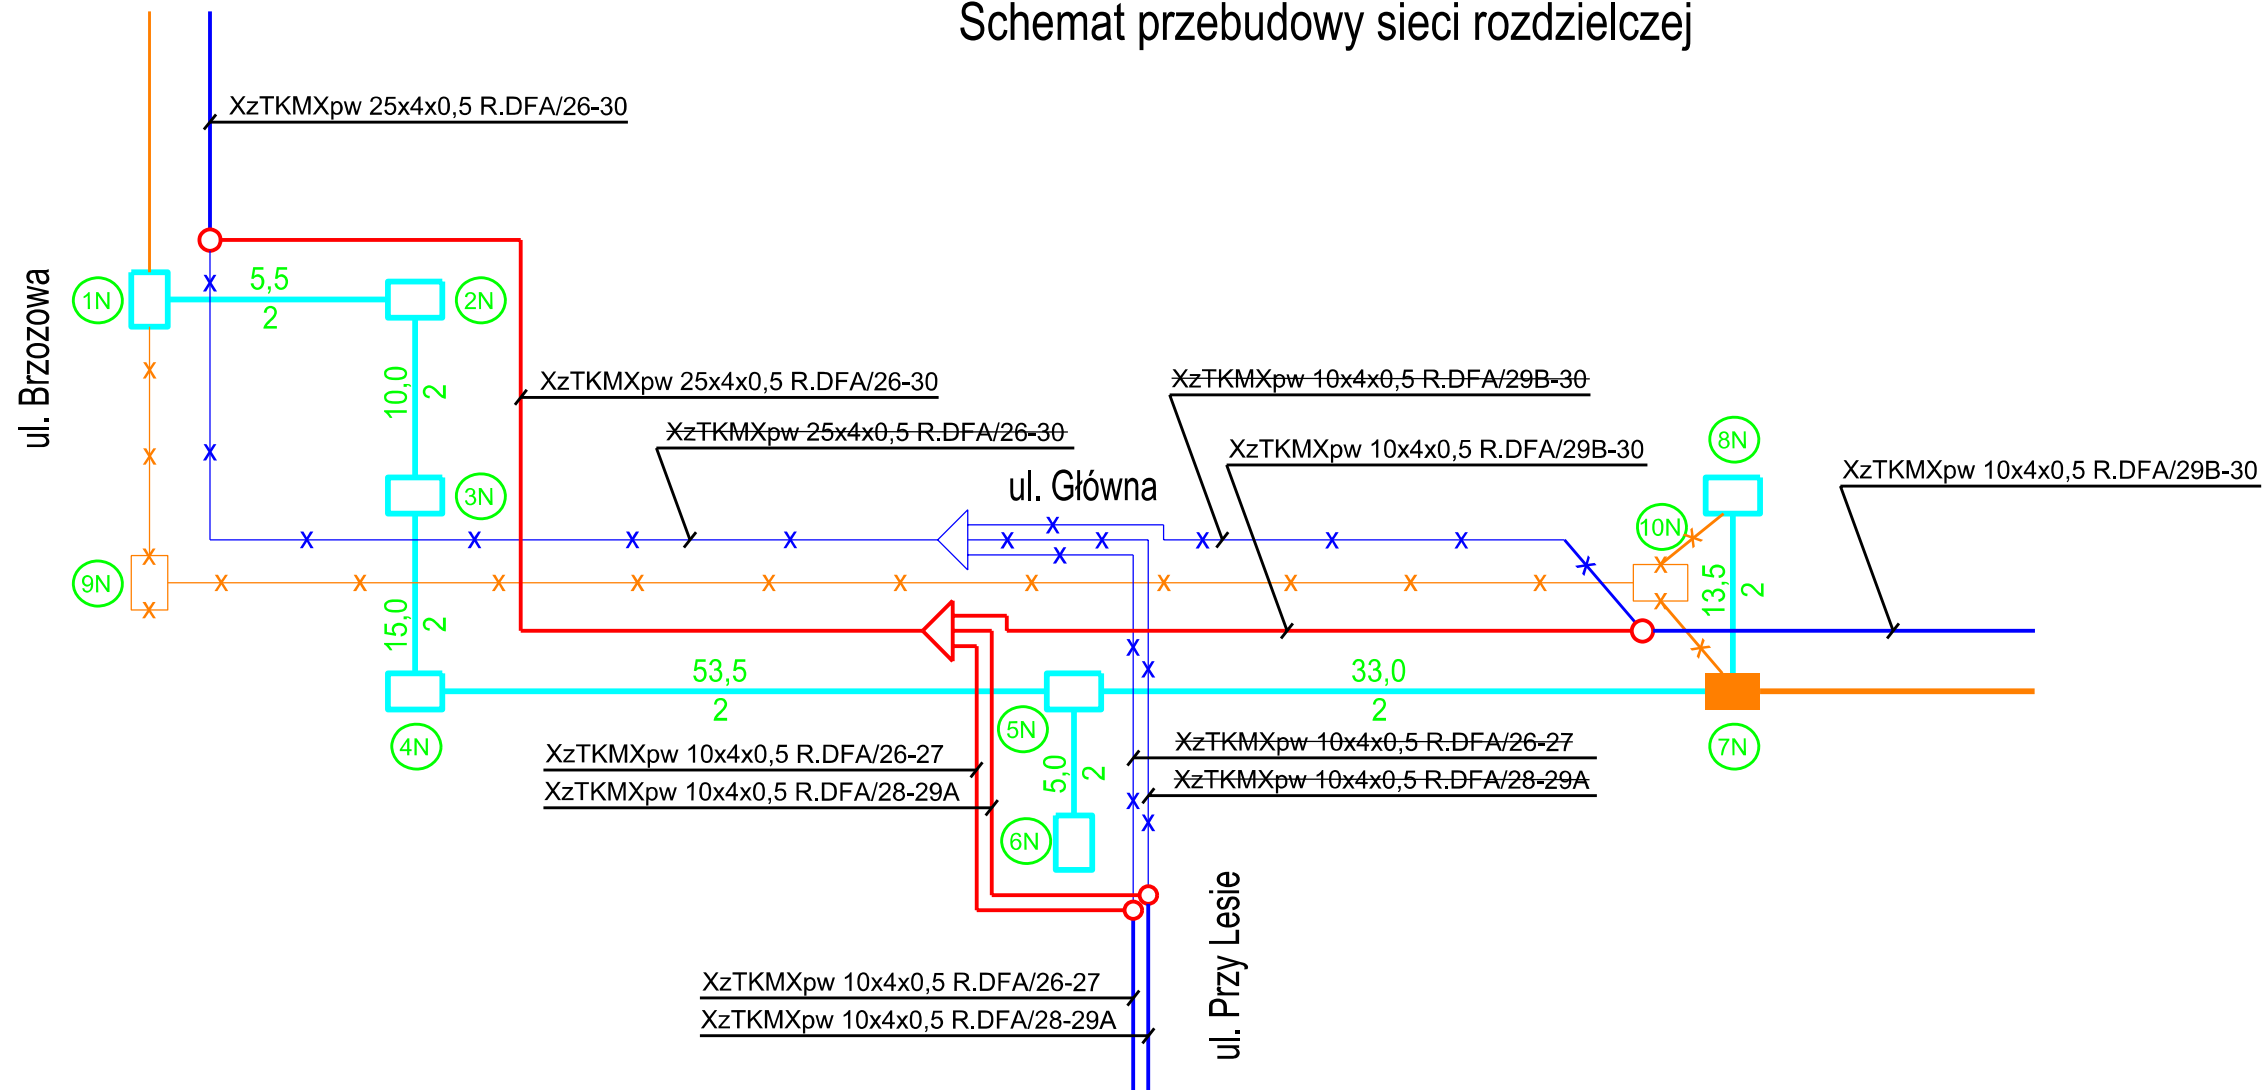 Schemat przebudowy sieci rozdzielczej
XzTKMXpw 25x4x0,5 R.DFA/26-30
ul. Brzozowa
1N
5,5
2
2N
10,0
2
XzTKMXpw 25x4x0,5 R.DFA/26-30
XzTKMXpw 10x4x0,5 R.DFA/29B-30
XzTKMXpw 25x4x0,5 R.DFA/26-30
XzTKMXpw 10x4x0,5 R.DFA/29B-30
8N
XzTKMXpw 10x4x0,5 R.DFA/29B-30
3N
ul. Główna
10N
9N
15,0
2
13,5
2
53,5
2
33,0
2
4N
5N
7N
XzTKMXpw 10x4x0,5 R.DFA/26-27
XzTKMXpw 10x4x0,5 R.DFA/28-29A
5,0
2
XzTKMXpw 10x4x0,5 R.DFA/26-27
XzTKMXpw 10x4x0,5 R.DFA/28-29A
6N
ul. Przy Lesie
XzTKMXpw 10x4x0,5 R.DFA/26-27
XzTKMXpw 10x4x0,5 R.DFA/28-29A